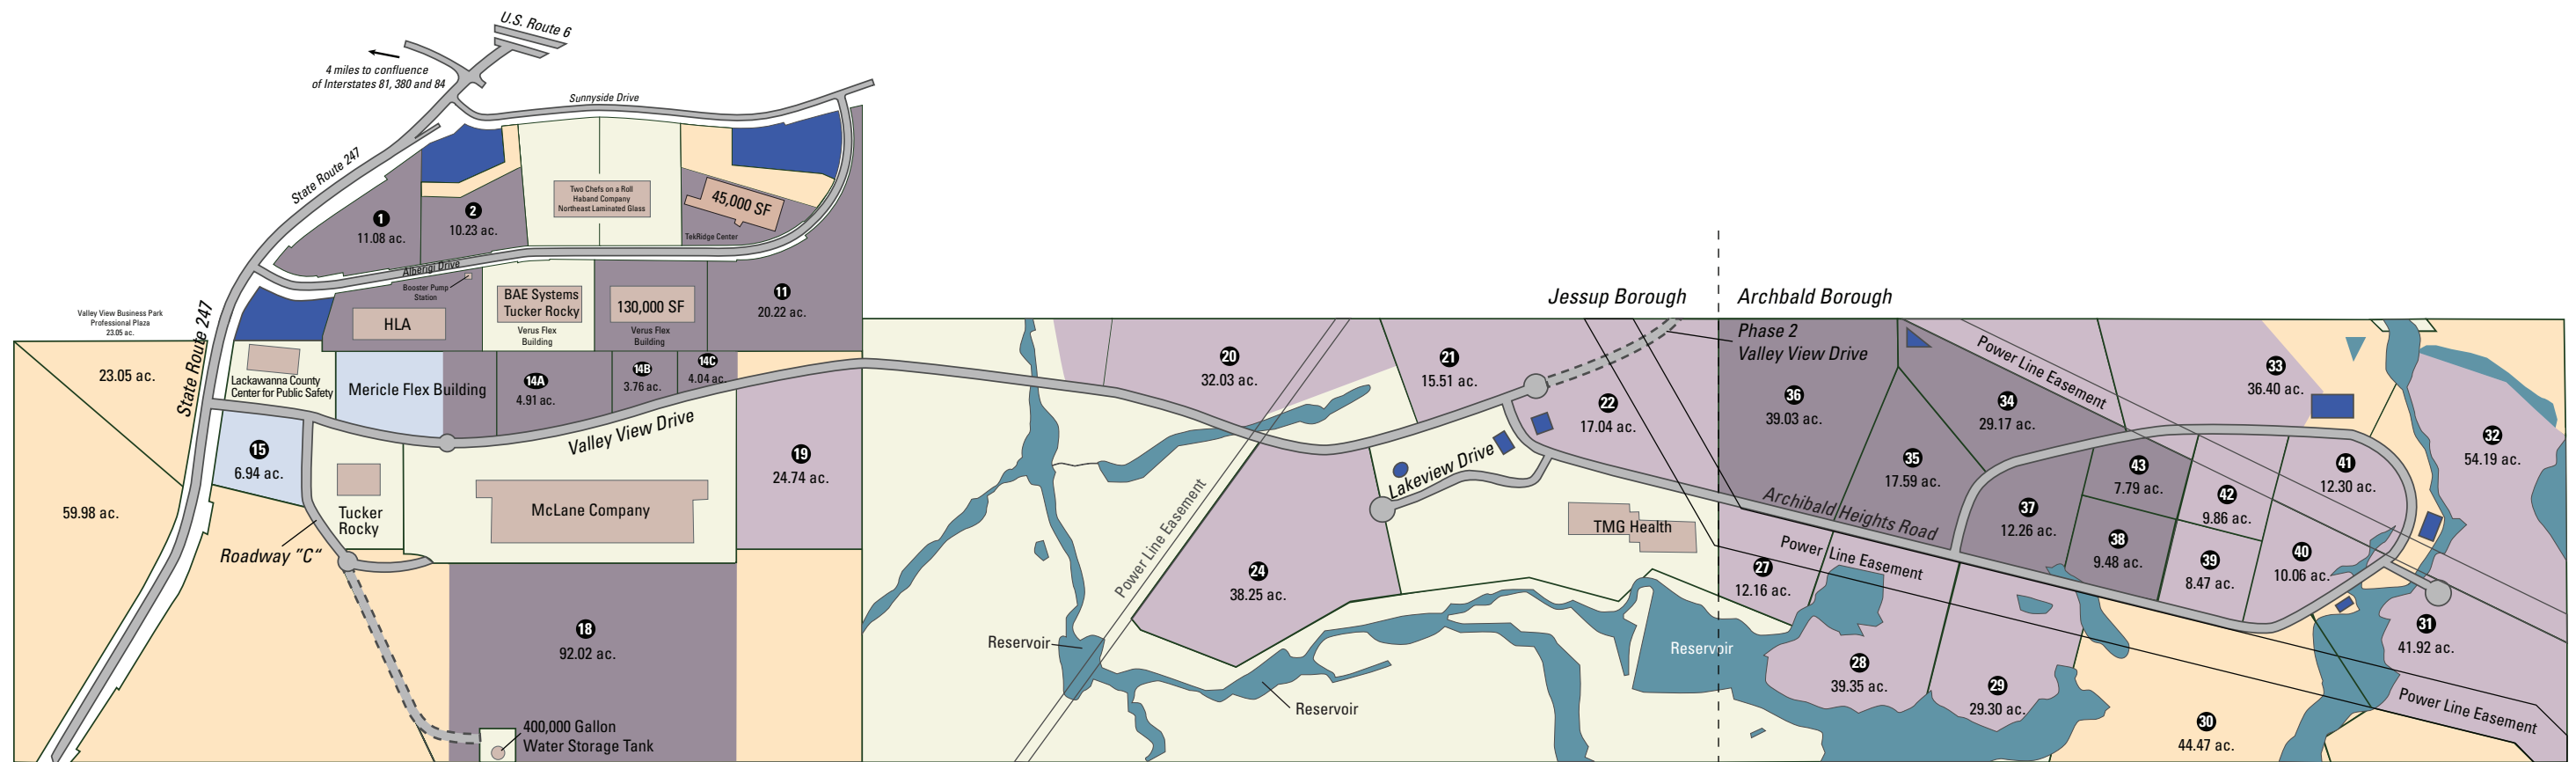 U.S. Route 6
4 miles to confluence
of Interstates 81, 380 and 84
Sunnyside Drive
State Route 247
Two Chefs on a Roll
Haband Company
Northeast Laminated Glass
45,000 SF
TekRidge Center
1
11.08 ac.
2
10.23 ac.
Alberigi Drive
Booster Pump
Station
HLA
BAE Systems
Tucker Rocky
Verus Flex
Building
130,000 SF
Verus Flex
Building
11
20.22 ac.
Valley View Business Park
Professional Plaza
23.05 ac.
State Route 247
23.05 ac.
59.98 ac.
Lackawanna County
Center for Public Safety
Mericle Flex Building
14A
4.91 ac.
14B
3.76 ac.
14C
4.04 ac.
Valley View Drive
15
6.94 ac.
Tucker
Rocky
Roadway "C"
McLane Company
19
24.74 ac.
18
92.02 ac.
400,000 Gallon
Water Storage Tank
20
32.03 ac.
21
15.51 ac.
22
17.04 ac.
Jessup Borough
Archbald Borough
Phase 2
Valley View Drive
Lakeview Drive
Power Line Easement
24
38.25 ac.
TMG Health
Reservoir
Reservoir
Reservoir
36
39.03 ac.
35
17.59 ac.
34
29.17 ac.
Power Line Easement
33
36.40 ac.
32
54.19 ac.
Archibald Heights Road
Power Line Easement
37
12.26 ac.
43
7.79 ac.
38
9.48 ac.
42
9.86 ac.
39
8.47 ac.
41
12.30 ac.
40
10.06 ac.
27
12.16 ac.
28
39.35 ac.
29
29.30 ac.
30
44.47 ac.
31
41.92 ac.
Power Line Easement